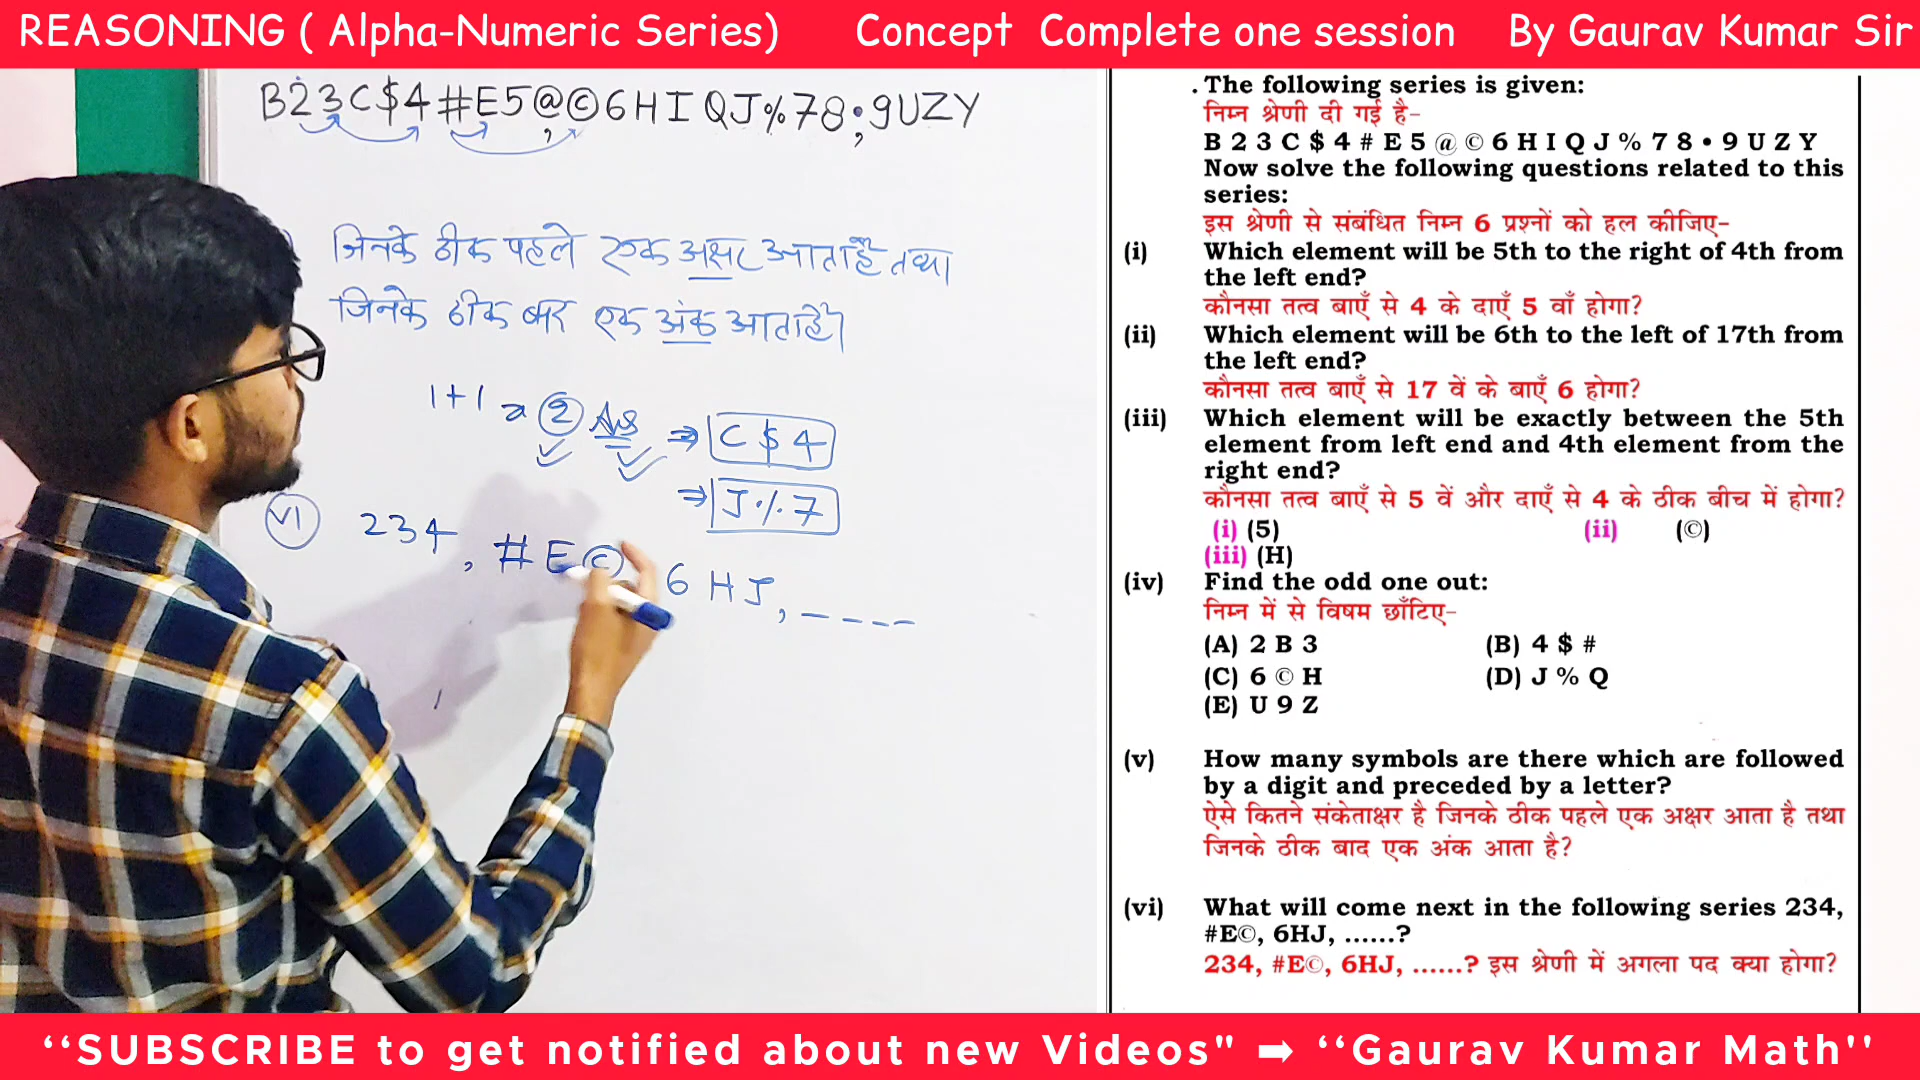 REASONING ( Alpha-Numeric Series) Concept Complete one session By Gaurav Kumar Sir
B23C$4#E5@©6HIQJ%78•9UZY
जिनके ठीक पहले एक अक्षर आता है तथा
जिनके ठीक बाद एक अंक आता है।
1+1 = 2 Ans ⇒ C $ 4
⇒ J % 7
VI 234, #E© 6HJ, ----
. The following series is given:
निम्न श्रेणी दी गई है-
B 2 3 C $ 4 # E 5 @ © 6 H I Q J % 7 8 • 9 U Z Y
Now solve the following questions related to this
series:
इस श्रेणी से संबंधित निम्न 6 प्रश्नों को हल कीजिए-
(i) Which element will be 5th to the right of 4th from
the left end?
कौनसा तत्व बाएँ से 4 के दाएँ 5 वाँ होगा?
(ii) Which element will be 6th to the left of 17th from
the left end?
कौनसा तत्व बाएँ से 17 वें के बाएँ 6 होगा?
(iii) Which element will be exactly between the 5th
element from left end and 4th element from the
right end?
कौनसा तत्व बाएँ से 5 वें और दाएँ से 4 के ठीक बीच में होगा?
(i) (5) (ii) (©)
(iii) (H)
(iv) Find the odd one out:
निम्न में से विषम छाँटिए-
(A) 2 B 3 (B) 4 $ #
(C) 6 © H (D) J % Q
(E) U 9 Z
(v) How many symbols are there which are followed
by a digit and preceded by a letter?
ऐसे कितने संकेताक्षर है जिनके ठीक पहले एक अक्षर आता है तथा
जिनके ठीक बाद एक अंक आता है?
(vi) What will come next in the following series 234,
#E©, 6HJ, ......?
234, #E©, 6HJ, ......? इस श्रेणी में अगला पद क्या होगा?
‘‘SUBSCRIBE to get notified about new Videos" ➡ ‘‘Gaurav Kumar Math''